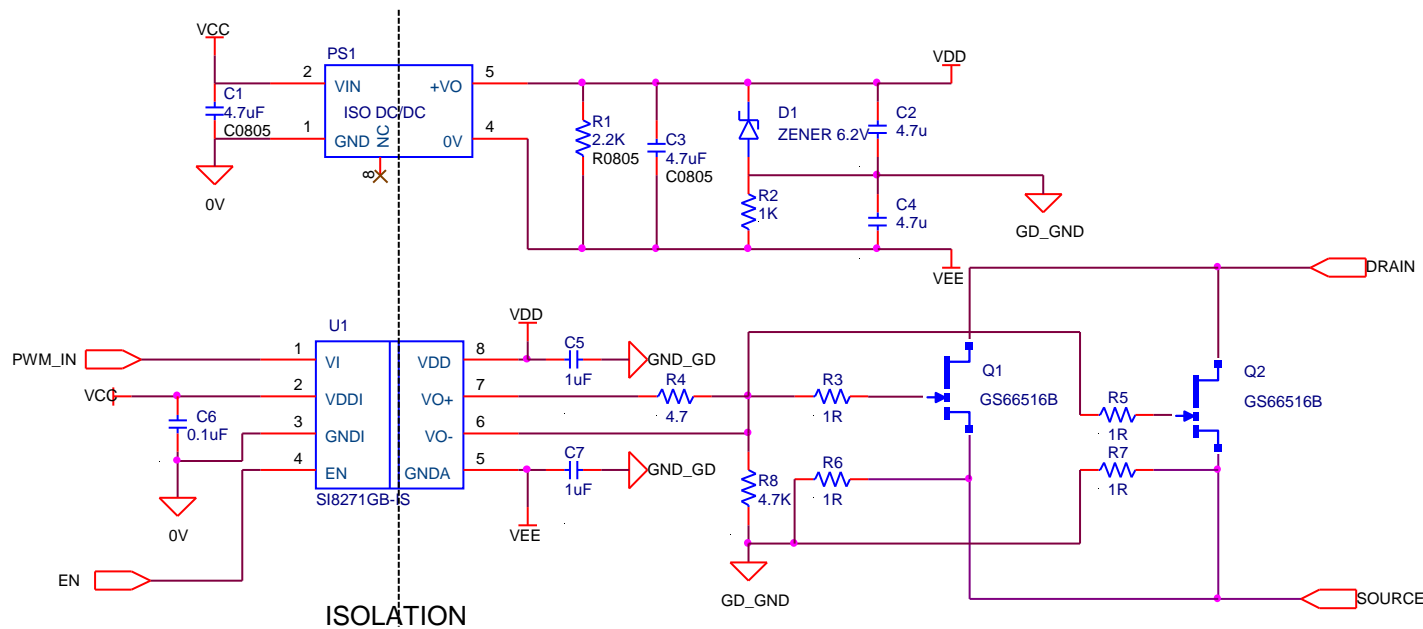 VCC
PS1
2
VIN
+VO
5
VDD
C1
4.7uF
C0805
ISO DC/DC
1
GND
NC
0V
4
8
0V
R1
2.2K
R0805
C3
4.7uF
C0805
D1
ZENER 6.2V
C2
4.7u
R2
1K
C4
4.7u
GD_GND
VEE
DRAIN
U1
VDD
PWM_IN
1
VI
VDD
8
C5
1uF
GND_GD
VCC
2
VDDI
VO+
7
R4
4.7
R3
1R
Q1
GS66516B
Q2
GS66516B
R5
1R
C6
0.1uF
3
GNDI
VO-
6
4
EN
GNDA
5
C7
1uF
GND_GD
R8
4.7K
R6
1R
R7
1R
SI8271GB-IS
0V
VEE
EN
GD_GND
SOURCE
ISOLATION